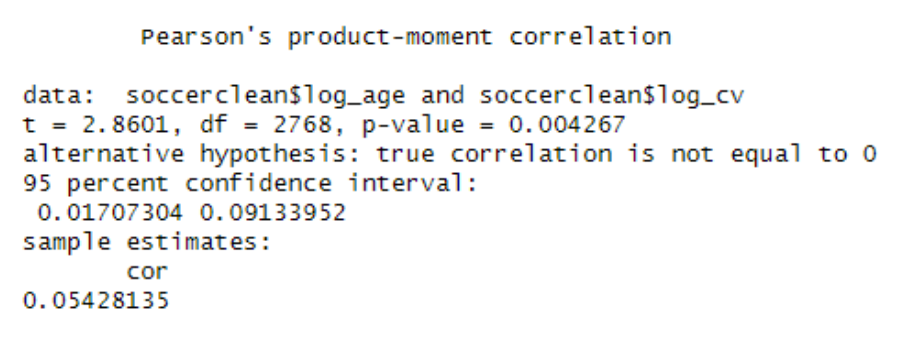 Pearson's product-moment correlation
data:  soccerclean$log_age and soccerclean$log_cv
t = 2.8601, df = 2768, p-value = 0.004267
alternative hypothesis: true correlation is not equal to 0
95 percent confidence interval:
0.01707304 0.09133952
sample estimates:
cor
0.05428135